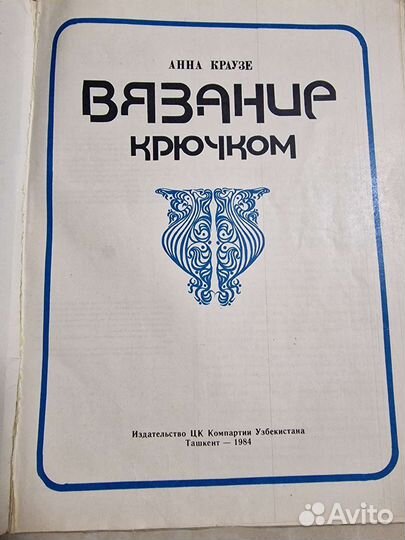 АННА КРАУЗЕ
ВЯЗАНИЕ
КРЮЧКОМ
Издательство ЦК Компартии Узбекистана
Ташкент — 1984
Avito